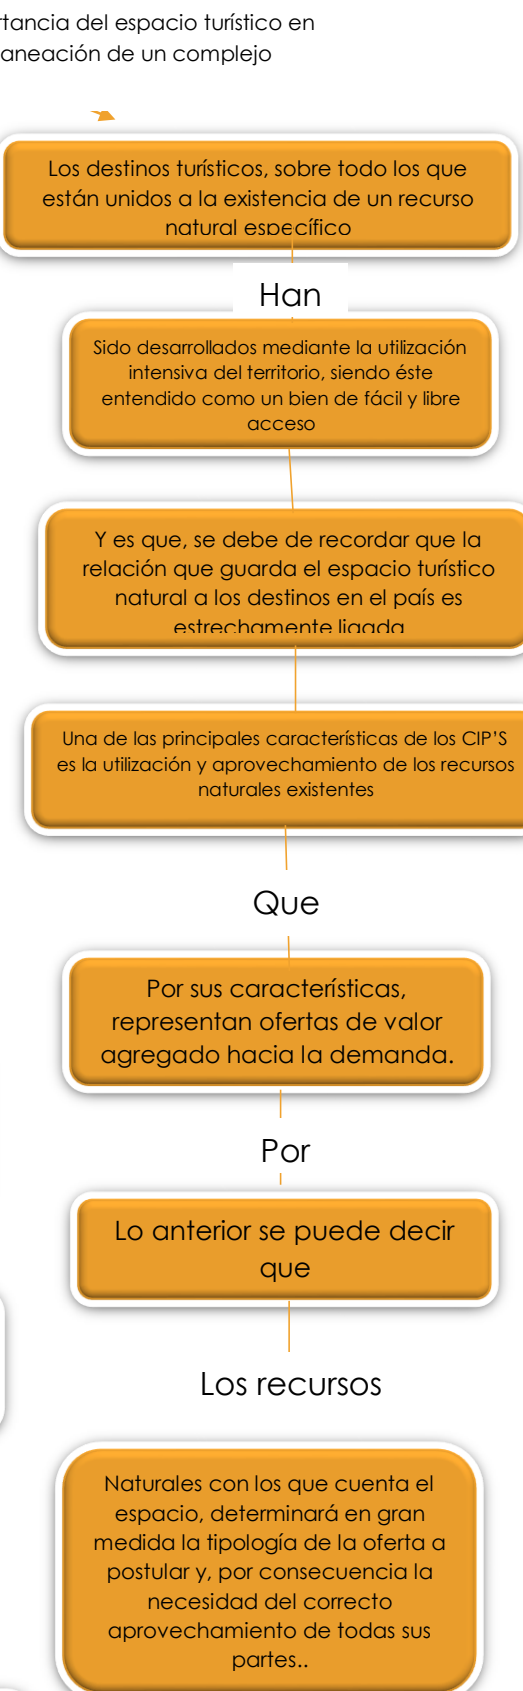 rtancia del espacio turístico en
aneación de un complejo
Los destinos turísticos, sobre todo los que
están unidos a la existencia de un recurso
natural específico
Han
Sido desarrollados mediante la utilización
intensiva del territorio, siendo éste
entendido como un bien de fácil y libre
acceso
Y es que, se debe de recordar que la
relación que guarda el espacio turístico
natural a los destinos en el país es
estrechamente ligada
Una de las principales características de los CIP’S
es la utilización y aprovechamiento de los recursos
naturales existentes
Que
Por sus características,
representan ofertas de valor
agregado hacia la demanda.
Por
Lo anterior se puede decir
que
Los recursos
Naturales con los que cuenta el
espacio, determinará en gran
medida la tipología de la oferta a
postular y, por consecuencia la
necesidad del correcto
aprovechamiento de todas sus
partes..